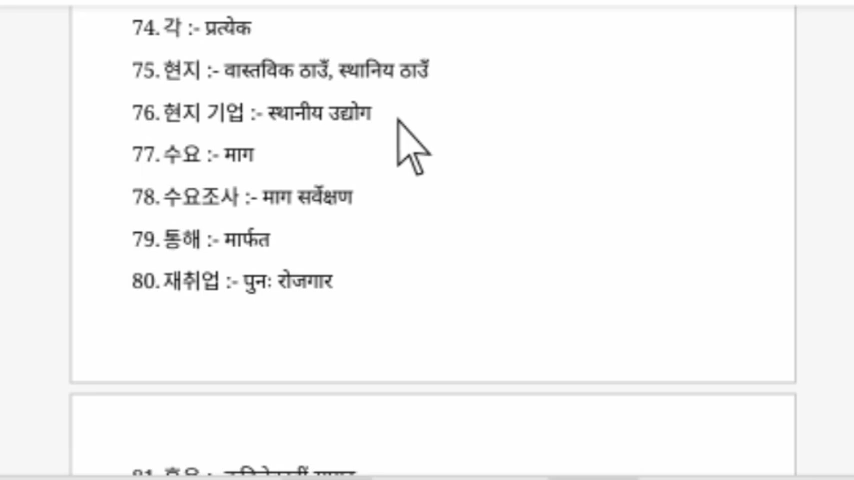 74. 각 :- प्रत्येक
75. 현지 :- वास्तविक ठाउँ, स्थानिय ठाउँ
76. 현지 기업 :- स्थानीय उद्योग
77. 수요 :- माग
78. 수요조사 :- माग सर्वेक्षण
79. 통해 :- मार्फत
80. 재취업 :- पुनः रोजगार
81. :-